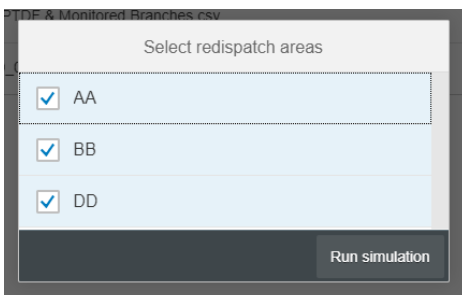 PTDF & Monitored Branches.csv
Select redispatch areas
AA
BB
DD
Run simulation